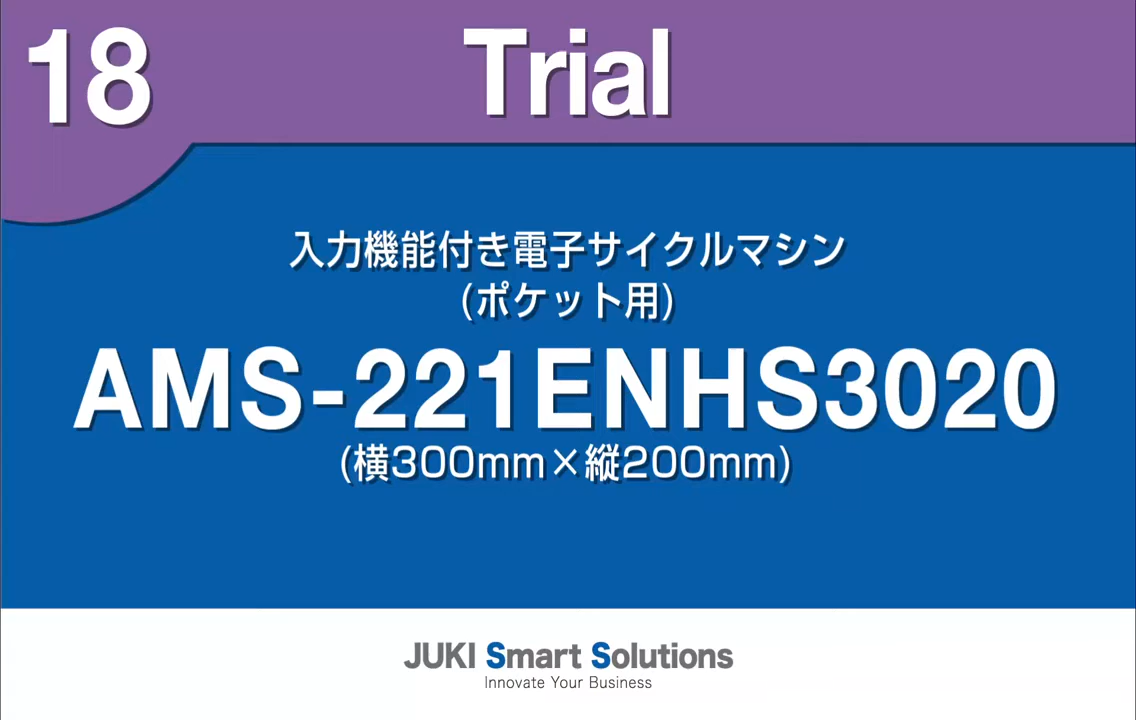 18
Trial
入力機能付き電子サイクルマシン
(ポケット用)
AMS-221ENHS3020
(横300mm×縦200mm)
JUKI Smart Solutions
Innovate Your Business